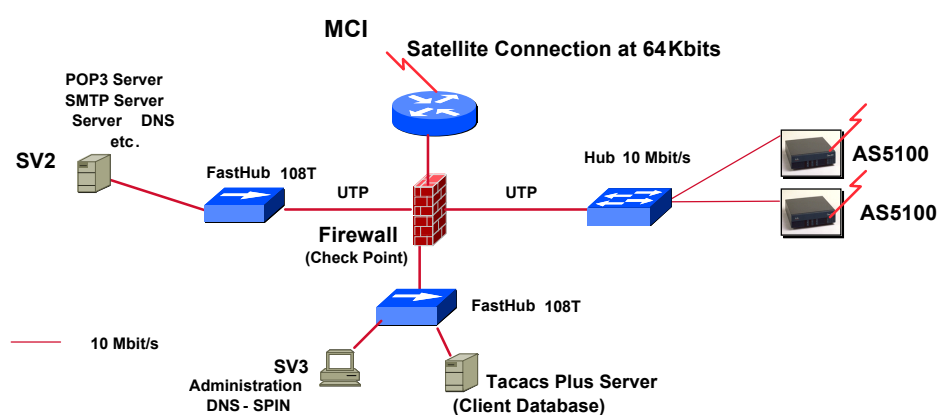 MCI
Satellite Connection at 64Kbits
POP3 Server
SMTP Server
Server DNS
etc.
SV2
FastHub 108T
UTP
UTP
Hub 10 Mbit/s
AS5100
AS5100
Firewall
(Check Point)
FastHub 108T
10 Mbit/s
SV3
Administration
DNS - SPIN
Tacacs Plus Server
(Client Database)